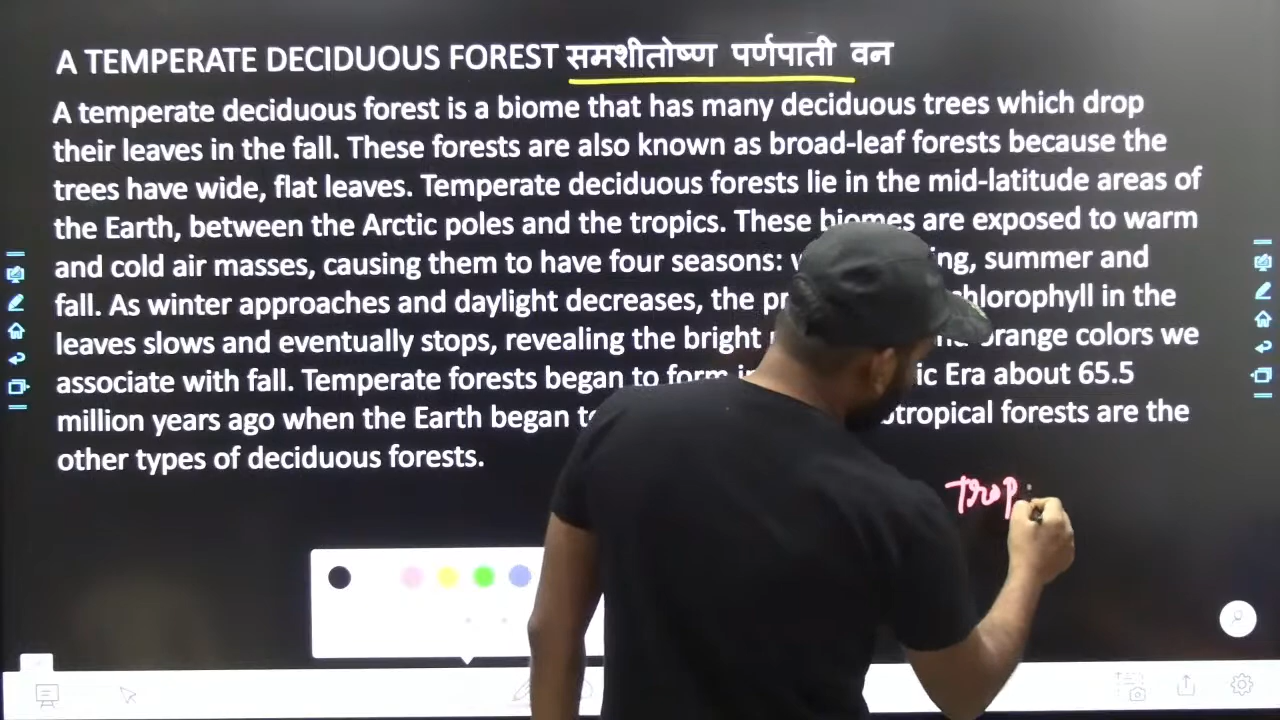 A TEMPERATE DECIDUOUS FOREST समशीतोष्ण पर्णपाती वन
A temperate deciduous forest is a biome that has many deciduous trees which drop
their leaves in the fall. These forests are also known as broad-leaf forests because the
trees have wide, flat leaves. Temperate deciduous forests lie in the mid-latitude areas of
the Earth, between the Arctic poles and the tropics. These biomes are exposed to warm
and cold air masses, causing them to have four seasons: summer and
fall. As winter approaches and daylight decreases, the chlorophyll in the
leaves slows and eventually stops, revealing the bright orange colors we
associate with fall. Temperate forests began to form Era about 65.5
million years ago when the Earth began forests are the
other types of deciduous forests.
Trop